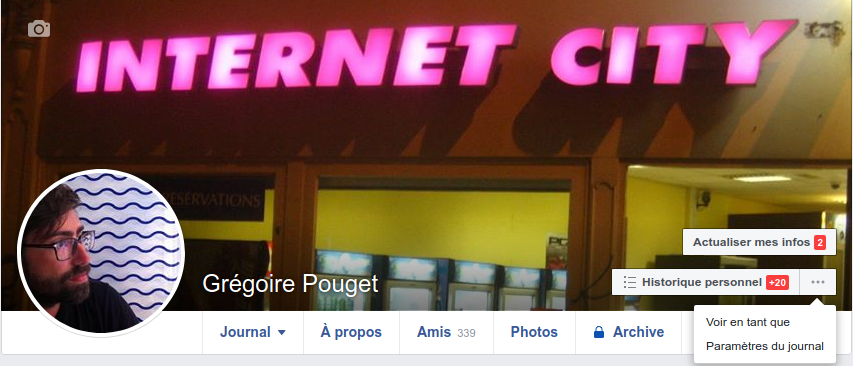 INTERNET CITY
RESERVATIONS
Actualiser mes infos 2
Grégoire Pouget
Historique personnel +20 ...
Journal
À propos
Amis 339
Photos
Archive
Voir en tant que
Paramètres du journal